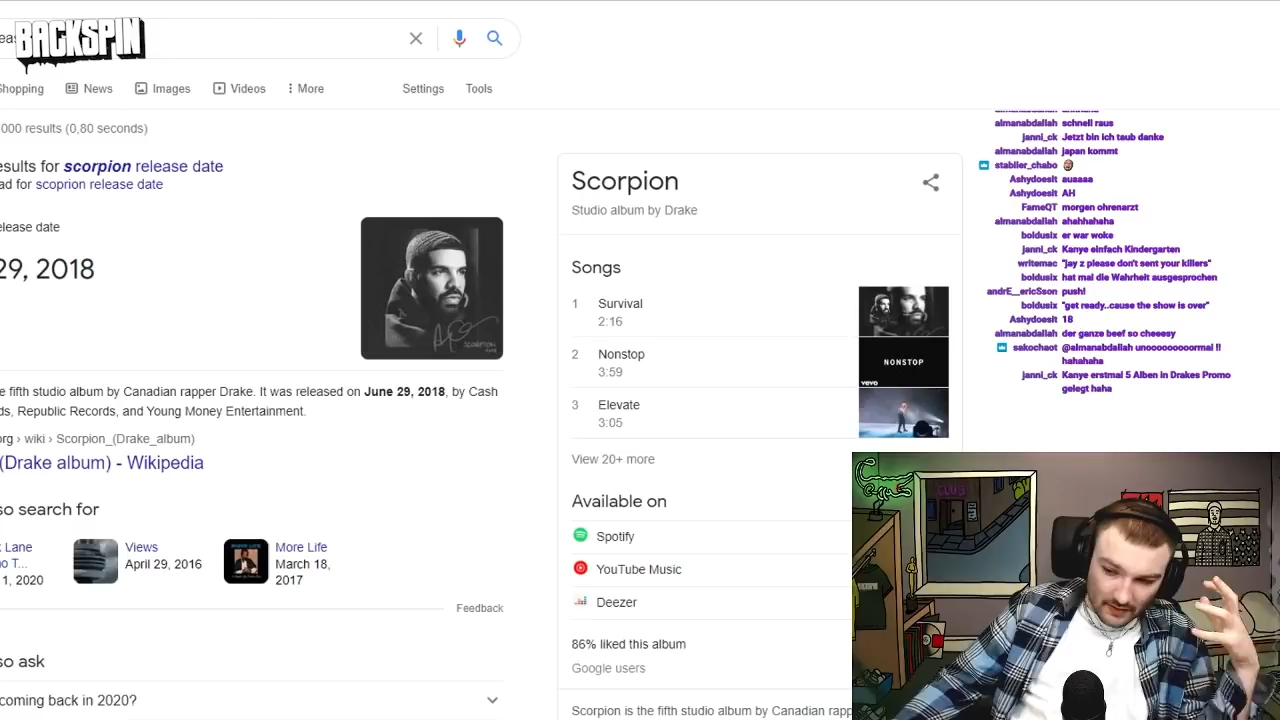 BACKSPIN
Shopping
News
Images
Videos
More
Settings
Tools
000 results (0,80 seconds)
esults for scorpion release date
ad for scoprion release date
elease date
29, 2018
e fifth studio album by Canadian rapper Drake. It was released on June 29, 2018, by Cash
ds, Republic Records, and Young Money Entertainment.
org › wiki › Scorpion_(Drake_album)
(Drake album) - Wikipedia
so search for
k Lane
o T...
1, 2020
Views
April 29, 2016
More Life
March 18,
2017
Feedback
so ask
coming back in 2020?
Scorpion
Studio album by Drake
Songs
1 Survival
2:16
2 Nonstop
3:59
NONSTOP
vevo
3 Elevate
3:05
View 20+ more
Available on
Spotify
YouTube Music
Deezer
86% liked this album
Google users
Scorpion is the fifth studio album by Canadian rapp
almanabdallah schnell raus
janni_ck Jetzt bin ich taub danke
almanabdallah japan kommt
stablier_chabo
Ashydoesit auaaaa
Ashydoesit AH
FameQT morgen ohrenarzt
almanabdallah ahahhahaha
boldusix er war woke
janni_ck Kanye einfach Kindergarten
writemac "jay z please don't sent your killers"
boldusix hat mal die Wahrheit ausgesprochen
andrE__ericSson push!
boldusix "get ready..cause the show is over"
Ashydoesit 18
almanabdallah der ganze beef so cheeesy
sakochaot @almanabdallah unooooooooormal !!
hahahaha
janni_ck Kanye erstmal 5 Alben in Drakes Promo
gelegt haha
CLUB